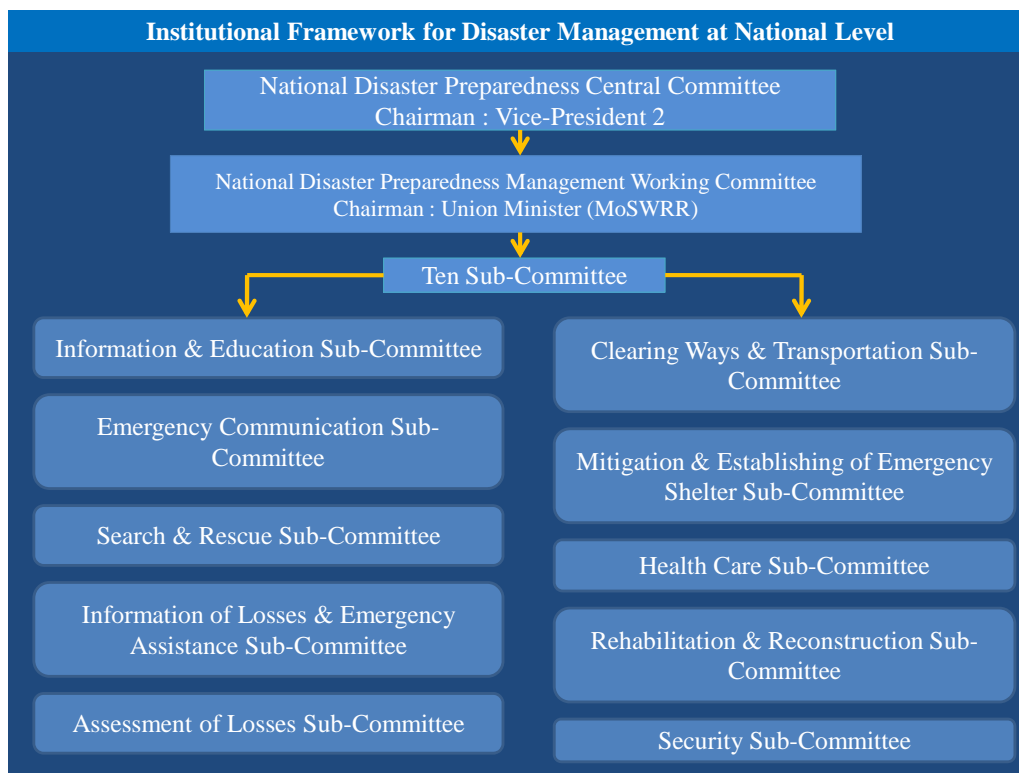 Institutional Framework for Disaster Management at National Level
National Disaster Preparedness Central Committee
Chairman : Vice-President 2
National Disaster Preparedness Management Working Committee
Chairman : Union Minister (MoSWRR)
Ten Sub-Committee
Information & Education Sub-Committee
Emergency Communication Sub-
Committee
Search & Rescue Sub-Committee
Information of Losses & Emergency
Assistance Sub-Committee
Assessment of Losses Sub-Committee
Clearing Ways & Transportation Sub-
Committee
Mitigation & Establishing of Emergency
Shelter Sub-Committee
Health Care Sub-Committee
Rehabilitation & Reconstruction Sub-
Committee
Security Sub-Committee